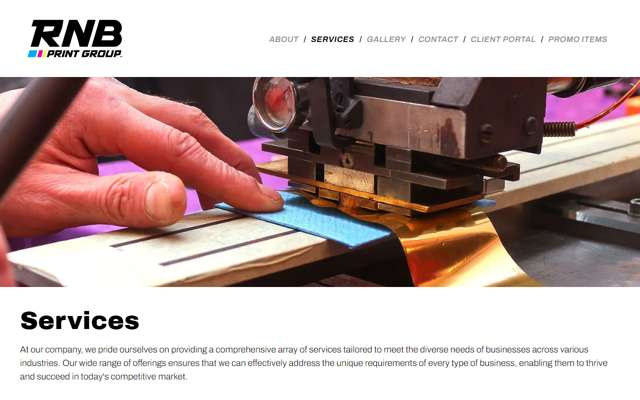 RNB
PRINT GROUP.
ABOUT / SERVICES / GALLERY / CONTACT / CLIENT PORTAL / PROMO ITEMS
Services
At our company, we pride ourselves on providing a comprehensive array of services tailored to meet the diverse needs of businesses across various
industries. Our wide range of offerings ensures that we can effectively address the unique requirements of every type of business, enabling them to thrive
and succeed in today's competitive market.